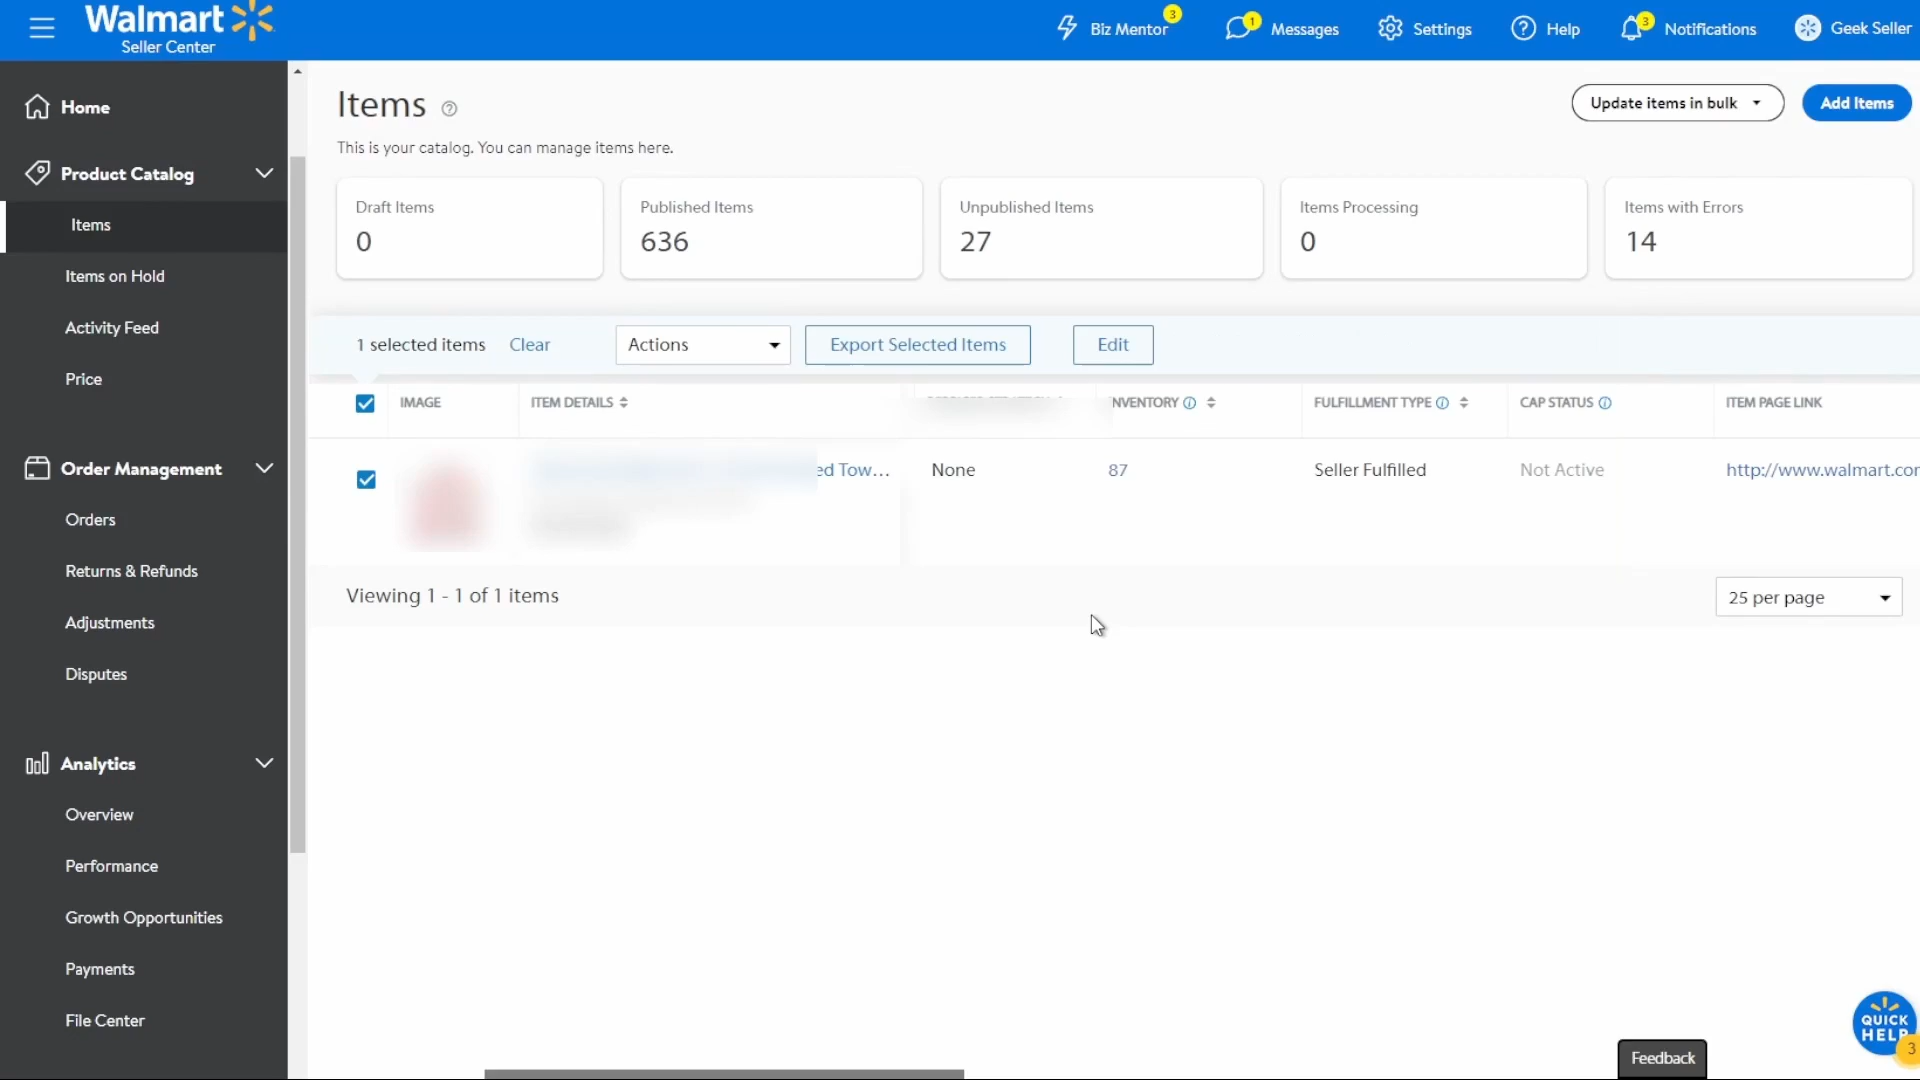 Walmart
Seller Center
Biz Mentor 3
Messages 1
Settings
Help
Notifications 3
Geek Seller
Home
Product Catalog
Items
Items on Hold
Activity Feed
Price
Order Management
Orders
Returns & Refunds
Adjustments
Disputes
Analytics
Overview
Performance
Growth Opportunities
Payments
File Center
Items
Update items in bulk
Add Items
This is your catalog. You can manage items here.
Draft Items
0
Published Items
636
Unpublished Items
27
Items Processing
0
Items with Errors
14
1 selected items Clear Actions Export Selected Items Edit
IMAGE ITEM DETAILS NVENTORY FULFILLMENT TYPE CAP STATUS ITEM PAGE LINK
ed Tow... None 87 Seller Fulfilled Not Active http://www.walmart.cor
Viewing 1 - 1 of 1 items
25 per page
QUICK
HELP
3
Feedback